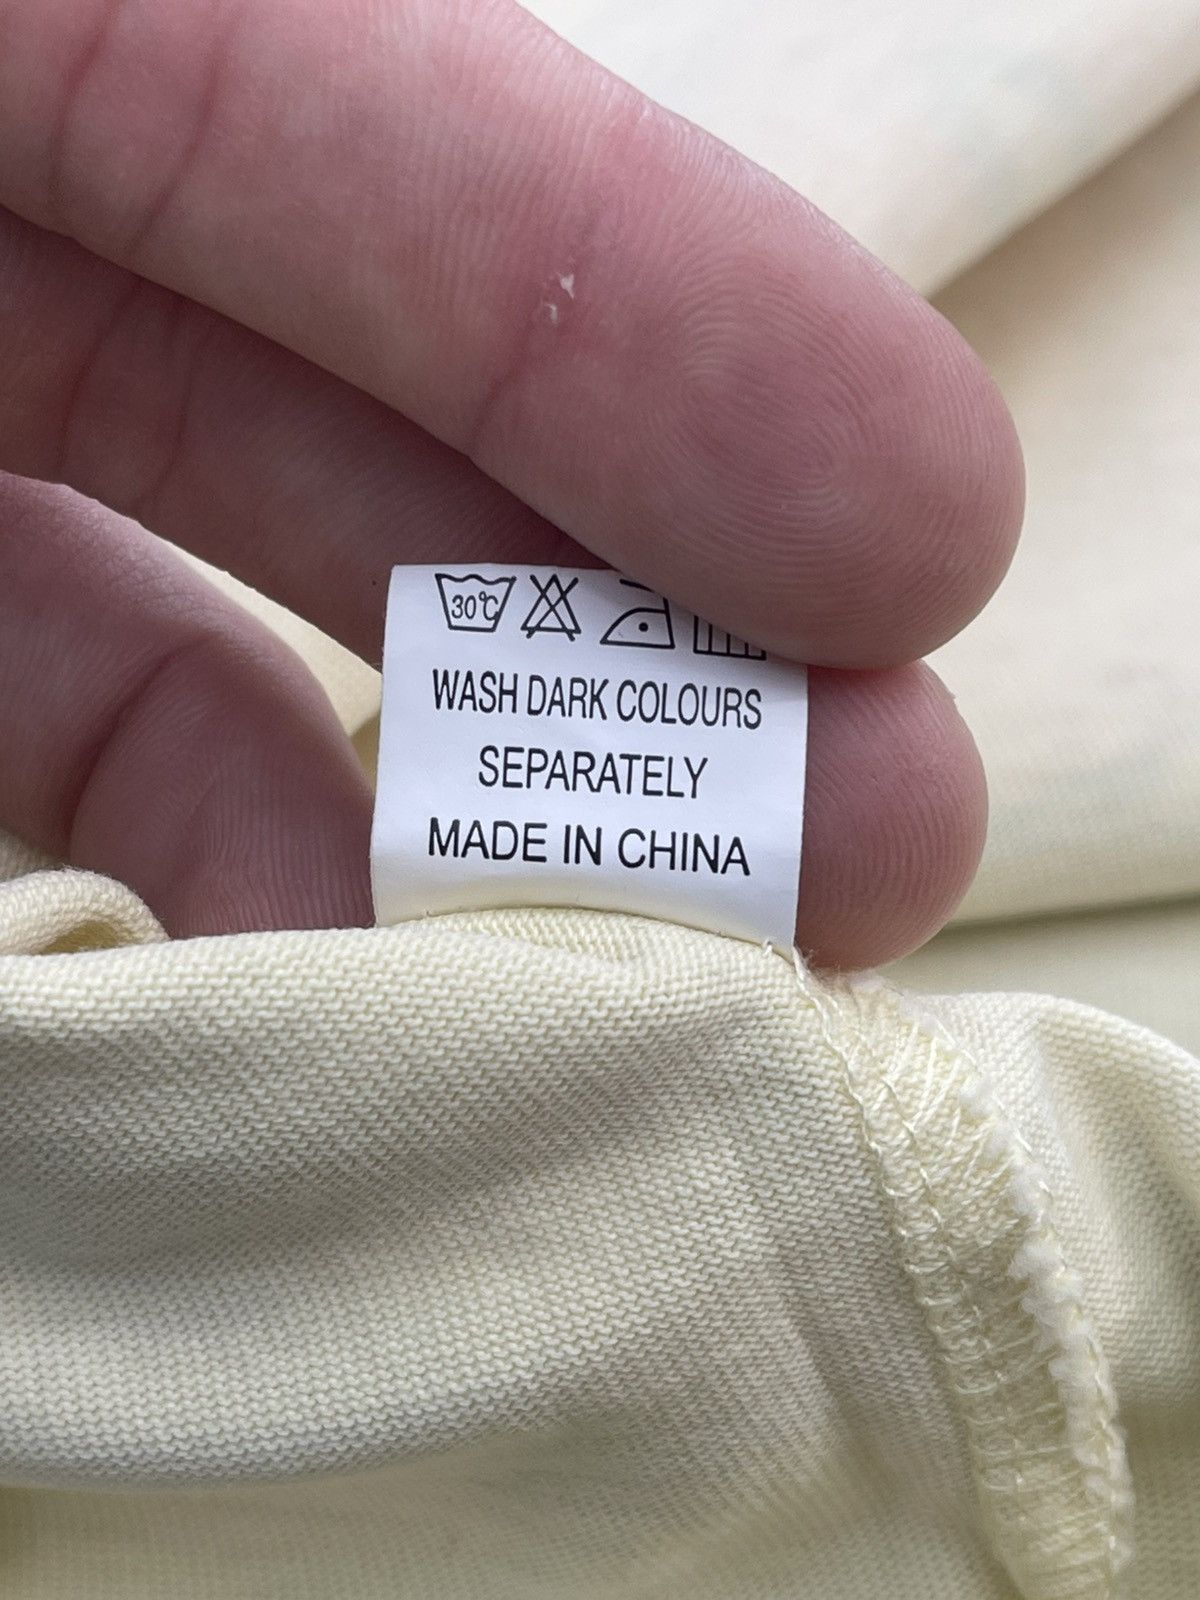 30°C
WASH DARK COLOURS
SEPARATELY
MADE IN CHINA